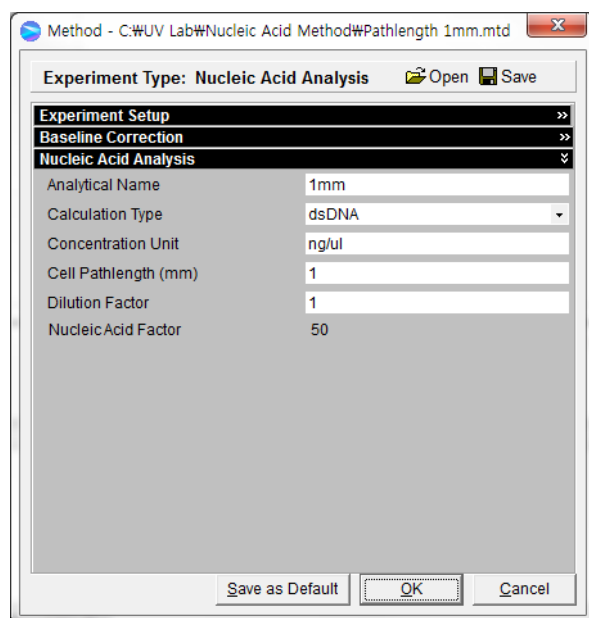 Method - C:₩UV Lab₩Nucleic Acid Method₩Pathlength 1mm.mtd
Experiment Type: Nucleic Acid Analysis Open Save
Experiment Setup
Baseline Correction
Nucleic Acid Analysis
Analytical Name 1mm
Calculation Type dsDNA
Concentration Unit ng/ul
Cell Pathlength (mm) 1
Dilution Factor 1
Nucleic Acid Factor 50
Save as Default OK Cancel